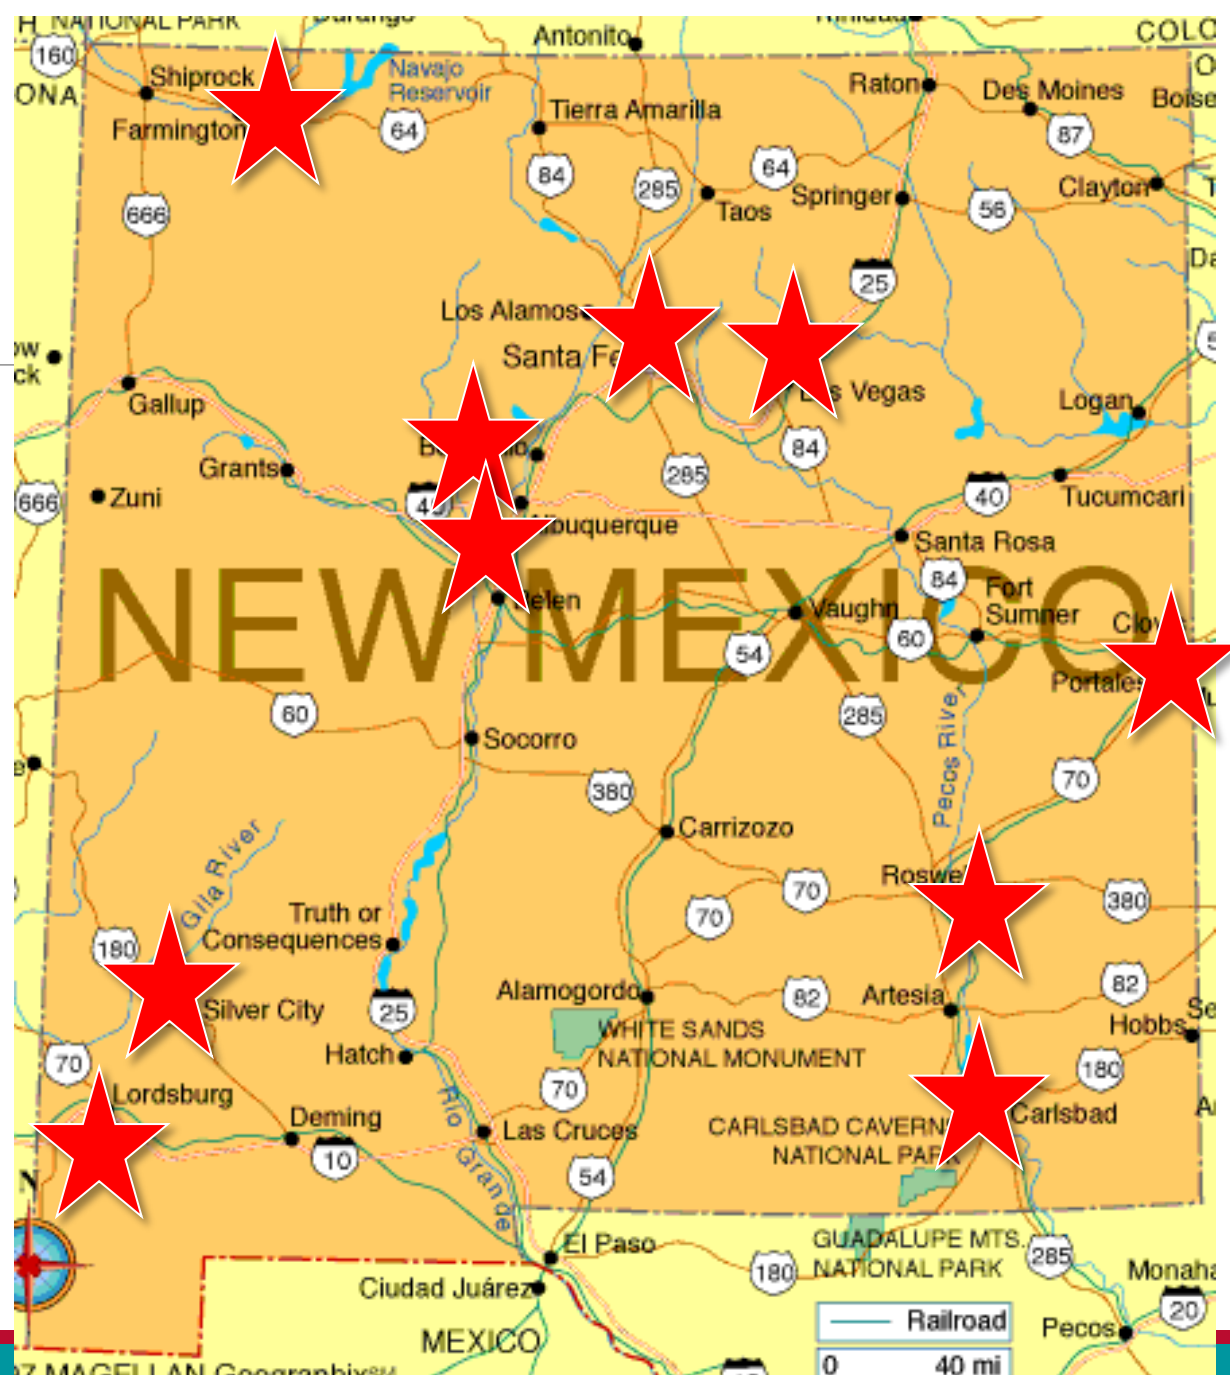 NATIONAL PARK
Durango
Antonito
Trinidad
COLO
160
ONA
Shiprock
Farmington
Navajo
Reservoir
64
Tierra Amarilla
Raton
Des Moines
Boise
87
84
285
64
Taos
Springer
56
Clayton
666
25
Los Alamos
Santa Fe
Las Vegas
Gallup
Logan
Grants
84
285
40
Tucumcari
666
Zuni
Albuquerque
Santa Rosa
84
Fort
Sumner
NEW MEXICO
Belen
Vaughn
60
54
Clovis
Portales
60
285
Pecos River
Socorro
380
70
Carrizozo
Gila River
Roswell
70
70
380
Truth or
Consequences
180
Alamogordo
82
Artesia
82
Silver City
25
WHITE SANDS
NATIONAL MONUMENT
Hobbs
Hatch
70
180
Lordsburg
70
Rio Grande
Carlsbad
Deming
Las Cruces
CARLSBAD CAVERNS
NATIONAL PARK
10
54
N
El Paso
GUADALUPE MTS.
NATIONAL PARK
285
180
Ciudad Juárez
Monaha
20
Railroad
Pecos
MEXICO
0 40 mi
MAGELLAN Geographix